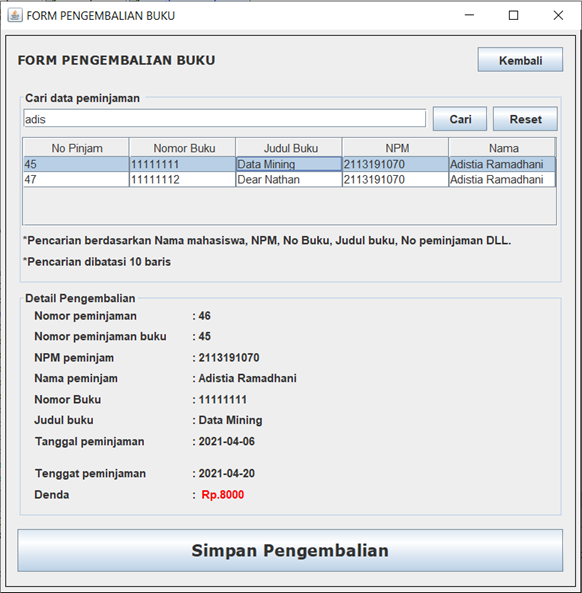 FORM PENGEMBALIAN BUKU
FORM PENGEMBALIAN BUKU
Kembali
Cari data peminjaman
adis
Cari
Reset
No Pinjam Nomor Buku Judul Buku NPM Nama
45 11111111 Data Mining 2113191070 Adistia Ramadhani
47 11111112 Dear Nathan 2113191070 Adistia Ramadhani
*Pencarian berdasarkan Nama mahasiswa, NPM, No Buku, Judul buku, No peminjaman DLL.
*Pencarian dibatasi 10 baris
Detail Pengembalian
Nomor peminjaman : 46
Nomor peminjaman buku : 45
NPM peminjam : 2113191070
Nama peminjam : Adistia Ramadhani
Nomor Buku : 11111111
Judul buku : Data Mining
Tanggal peminjaman : 2021-04-06
Tenggat peminjaman : 2021-04-20
Denda : Rp.8000
Simpan Pengembalian